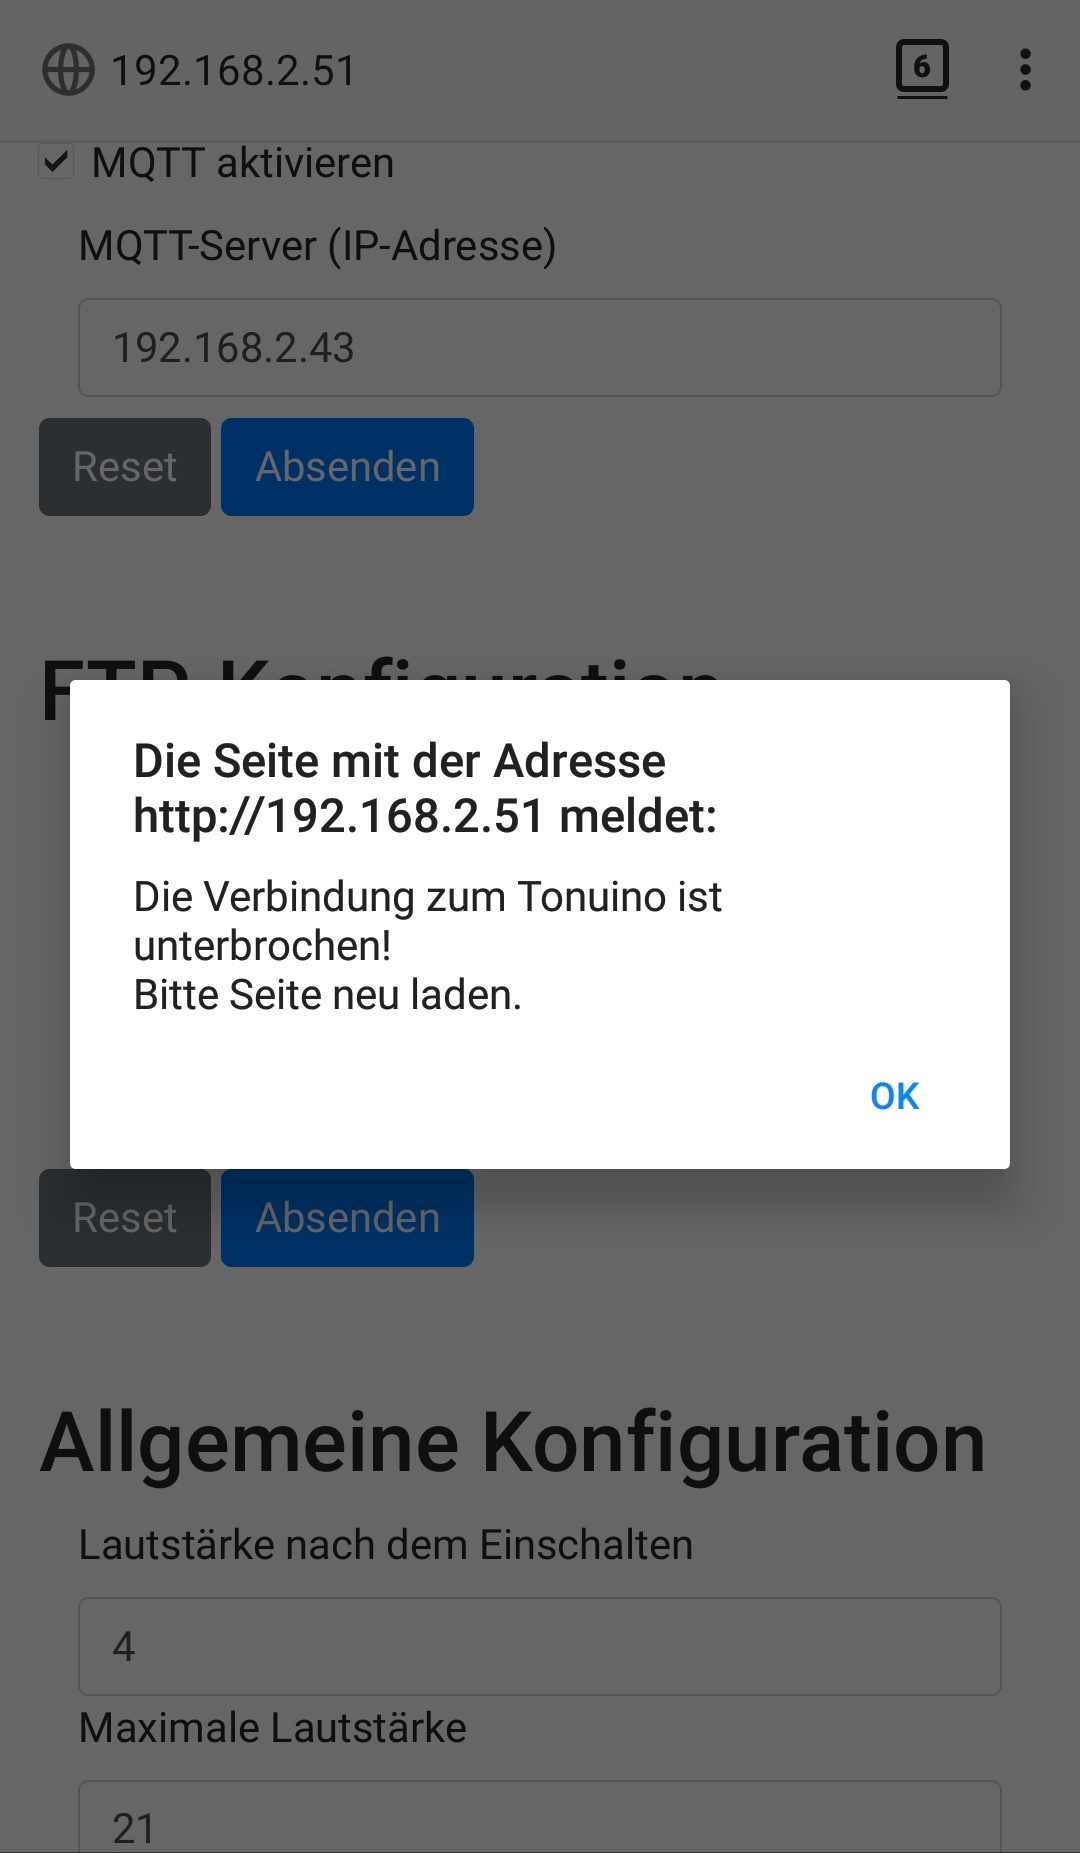 192.168.2.51
6
MQTT aktivieren
MQTT-Server (IP-Adresse)
192.168.2.43
Reset Absenden
FTP-Konfiguration
Die Seite mit der Adresse
http://192.168.2.51 meldet:
Die Verbindung zum Tonuino ist
unterbrochen!
Bitte Seite neu laden.
OK
Reset Absenden
Allgemeine Konfiguration
Lautstärke nach dem Einschalten
4
Maximale Lautstärke
21